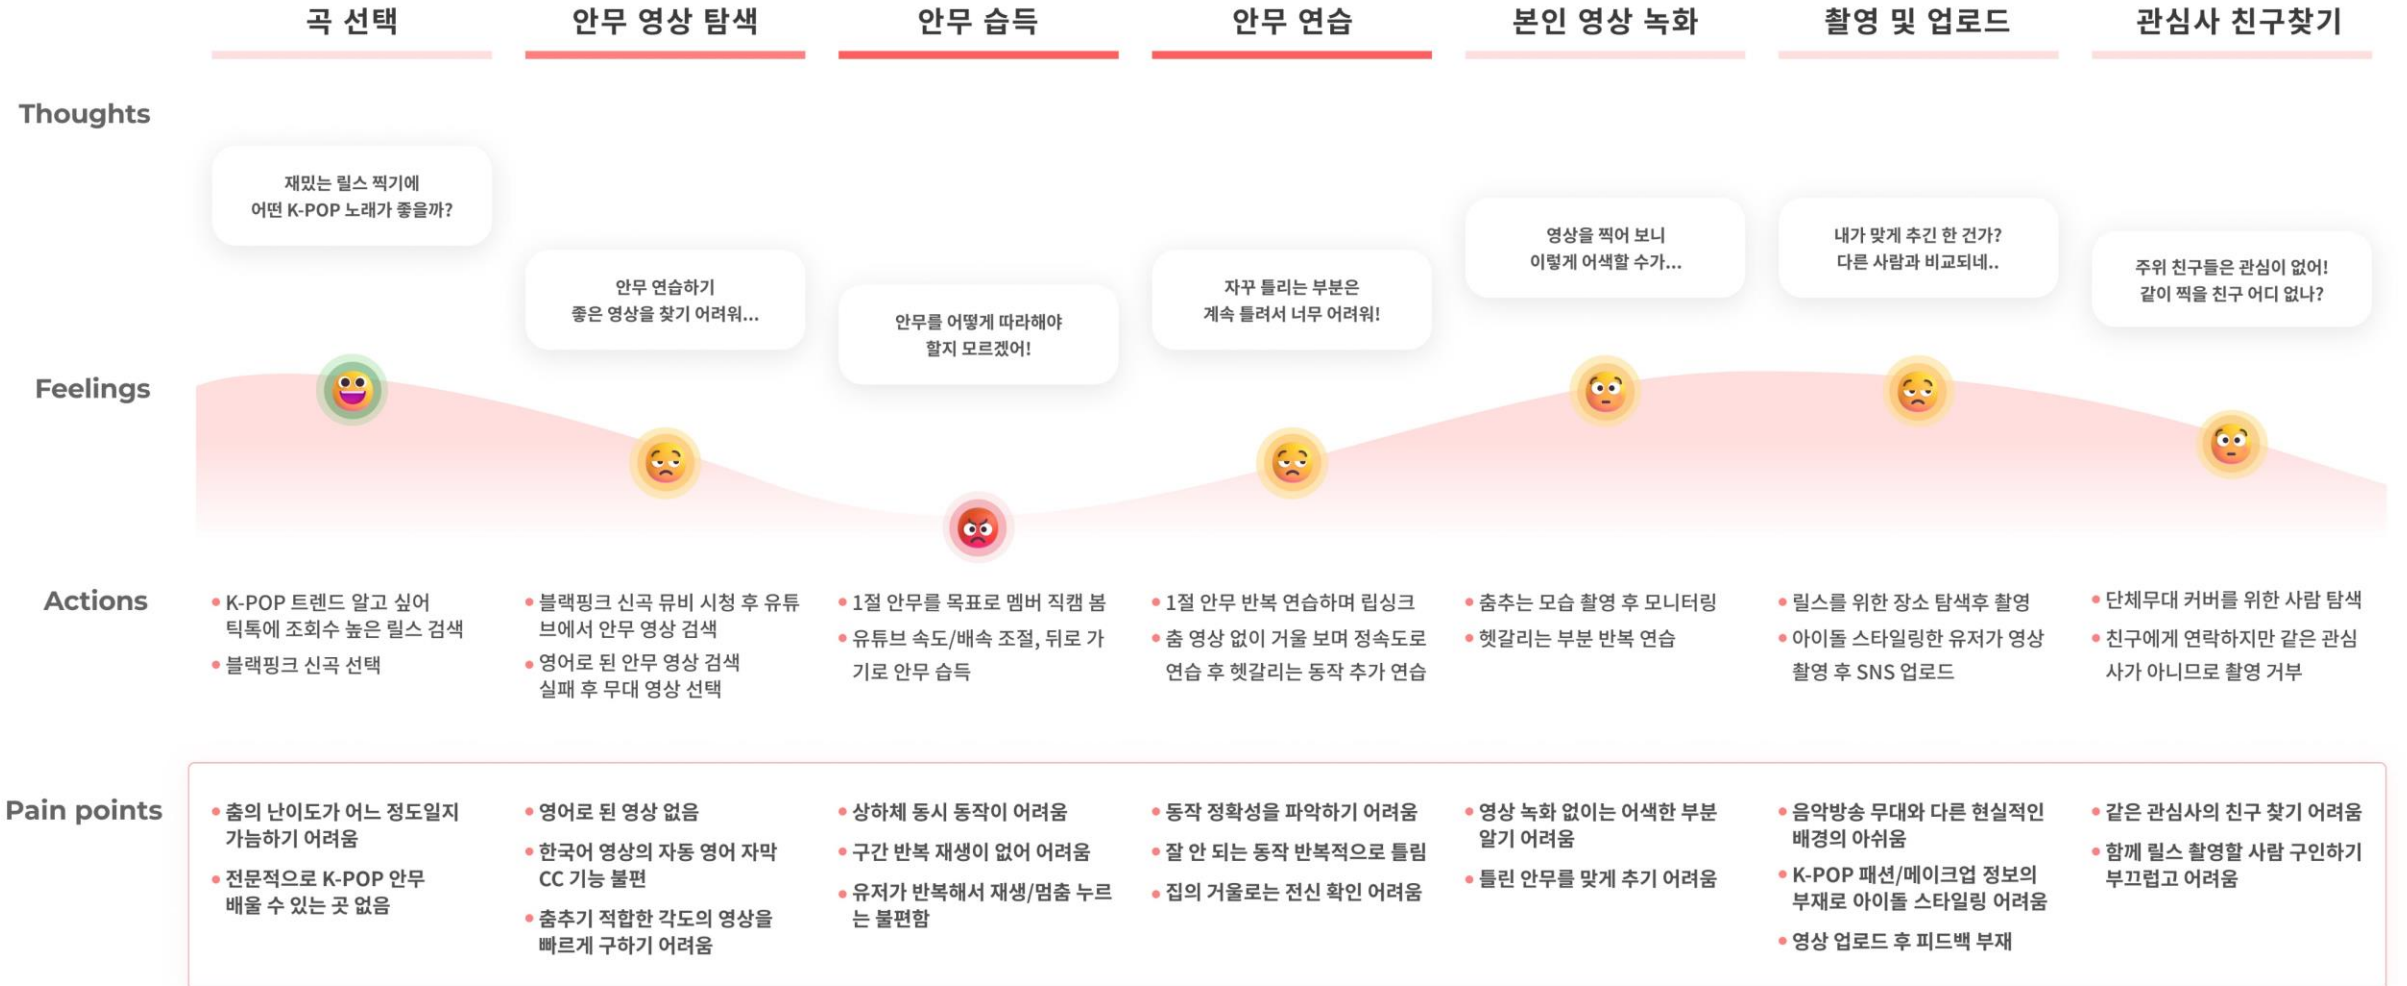 곡 선택
안무 영상 탐색
안무 습득
안무 연습
본인 영상 녹화
촬영 및 업로드
관심사 친구찾기
Thoughts
재밌는 릴스 찍기에
어떤 K-POP 노래가 좋을까?
안무 연습하기
좋은 영상을 찾기 어려워...
안무를 어떻게 따라해야
할지 모르겠어!
자꾸 틀리는 부분은
계속 틀려서 너무 어려워!
영상을 찍어 보니
이렇게 어색할 수가...
내가 맞게 추긴 한 건가?
다른 사람과 비교되네..
주위 친구들은 관심이 없어!
같이 찍을 친구 어디 없나?
Feelings
Actions
• K-POP 트렌드 알고 싶어
틱톡에 조회수 높은 릴스 검색
• 블랙핑크 신곡 선택
• 블랙핑크 신곡 뮤비 시청 후 유튜
브에서 안무 영상 검색
• 영어로 된 안무 영상 검색
실패 후 무대 영상 선택
• 1절 안무를 목표로 멤버 직캠 봄
• 유튜브 속도/배속 조절, 뒤로 가
기로 안무 습득
• 1절 안무 반복 연습하며 립싱크
• 춤 영상 없이 거울 보며 정속도로
연습 후 헷갈리는 동작 추가 연습
• 춤추는 모습 촬영 후 모니터링
• 헷갈리는 부분 반복 연습
• 릴스를 위한 장소 탐색후 촬영
• 아이돌 스타일링한 유저가 영상
촬영 후 SNS 업로드
• 단체무대 커버를 위한 사람 탐색
• 친구에게 연락하지만 같은 관심
사가 아니므로 촬영 거부
Pain points
• 춤의 난이도가 어느 정도일지
가늠하기 어려움
• 전문적으로 K-POP 안무
배울 수 있는 곳 없음
• 영어로 된 영상 없음
• 한국어 영상의 자동 영어 자막
CC 기능 불편
• 춤추기 적합한 각도의 영상을
빠르게 구하기 어려움
• 상하체 동시 동작이 어려움
• 구간 반복 재생이 없어 어려움
• 유저가 반복해서 재생/멈춤 누르
는 불편함
• 동작 정확성을 파악하기 어려움
• 잘 안 되는 동작 반복적으로 틀림
• 집의 거울로는 전신 확인 어려움
• 영상 녹화 없이는 어색한 부분
알기 어려움
• 틀린 안무를 맞게 추기 어려움
• 음악방송 무대와 다른 현실적인
배경의 아쉬움
• K-POP 패션/메이크업 정보의
부재로 아이돌 스타일링 어려움
• 영상 업로드 후 피드백 부재
• 같은 관심사의 친구 찾기 어려움
• 함께 릴스 촬영할 사람 구인하기
부끄럽고 어려움